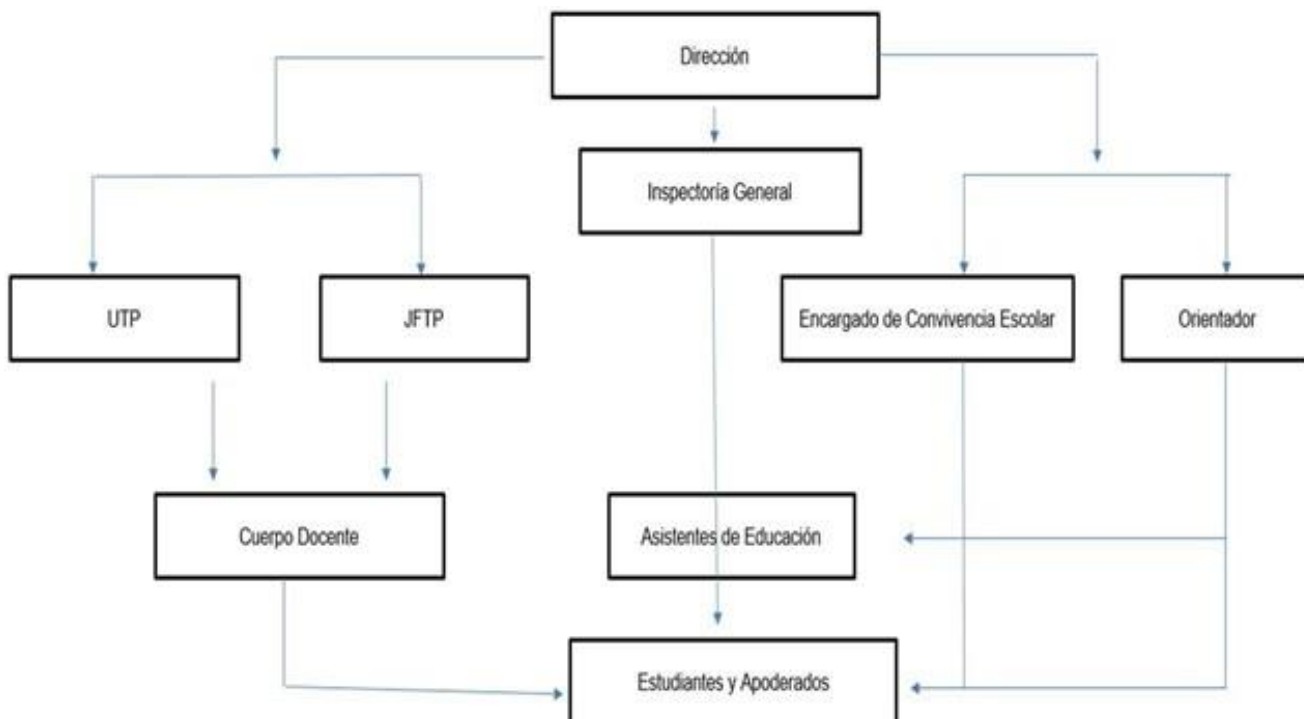 Dirección
Inspectoría General
UTP
JFTP
Encargado de Convivencia Escolar
Orientador
Cuerpo Docente
Asistentes de Educación
Estudiantes y Apoderados